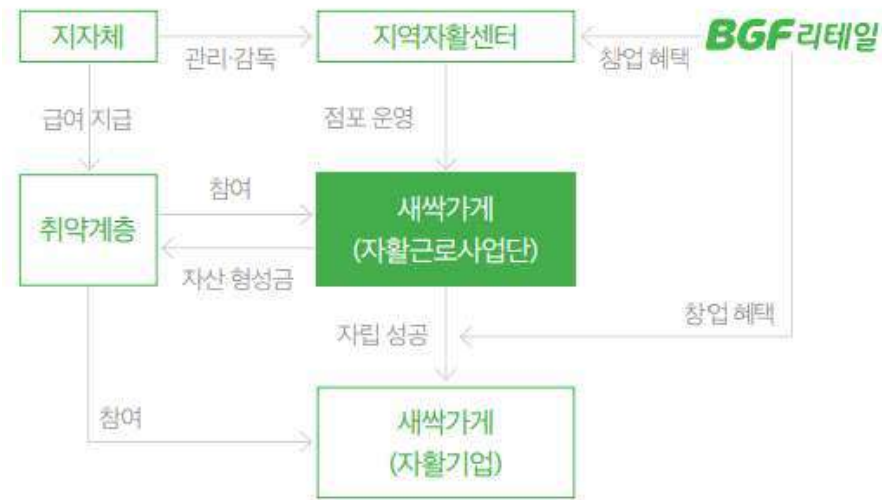 지자체
관리·감독
지역자활센터
창업 혜택
BGF리테일
급여 지급
점포 운영
취약계층
참여
자산 형성금
새싹가게
(자활근로사업단)
자립 성공
창업 혜택
참여
새싹가게
(자활기업)